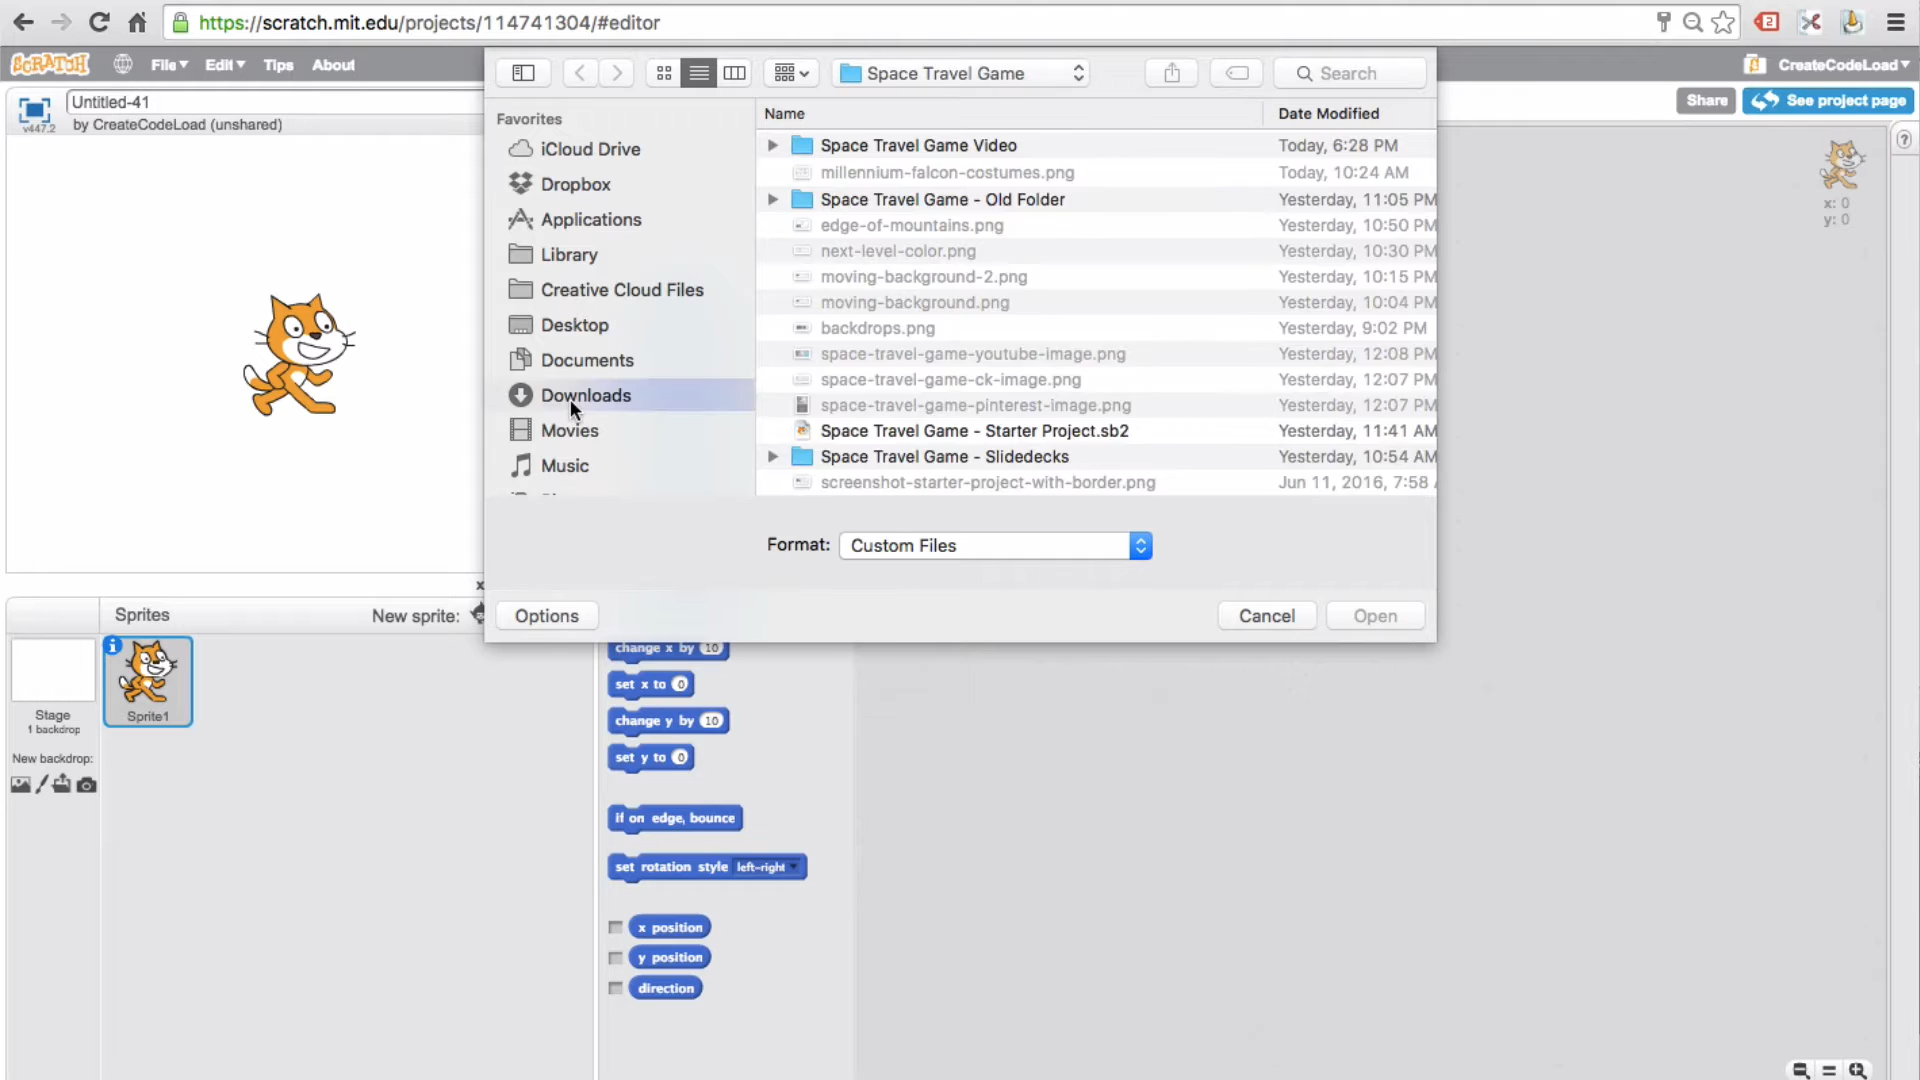 https://scratch.mit.edu/projects/114741304/#editor
2
SCRATCH
File
Edit
Tips
About
CreateCodeLoad
v447.2
Untitled-41
by CreateCodeLoad (unshared)
Share
See project page
Space Travel Game
Search
Favorites
iCloud Drive
Dropbox
Applications
Library
Creative Cloud Files
Desktop
Documents
Downloads
Movies
Music
Name
Date Modified
Space Travel Game Video
Today, 6:28 PM
millennium-falcon-costumes.png
Today, 10:24 AM
Space Travel Game - Old Folder
Yesterday, 11:05 PM
edge-of-mountains.png
Yesterday, 10:50 PM
next-level-color.png
Yesterday, 10:30 PM
moving-background-2.png
Yesterday, 10:15 PM
moving-background.png
Yesterday, 10:04 PM
backdrops.png
Yesterday, 9:02 PM
space-travel-game-youtube-image.png
Yesterday, 12:08 PM
space-travel-game-ck-image.png
Yesterday, 12:07 PM
space-travel-game-pinterest-image.png
Yesterday, 12:07 PM
Space Travel Game - Starter Project.sb2
Yesterday, 11:41 AM
Space Travel Game - Slidedecks
Yesterday, 10:54 AM
screenshot-starter-project-with-border.png
Jun 11, 2016, 7:58
Format:
Custom Files
Options
Cancel
Open
?
x: 0
y: 0
x
Sprites
New sprite:
Stage
1 backdrop
New backdrop:
i
Sprite1
change x by 10
set x to 0
change y by 10
set y to 0
if on edge, bounce
set rotation style left-right
x position
y position
direction